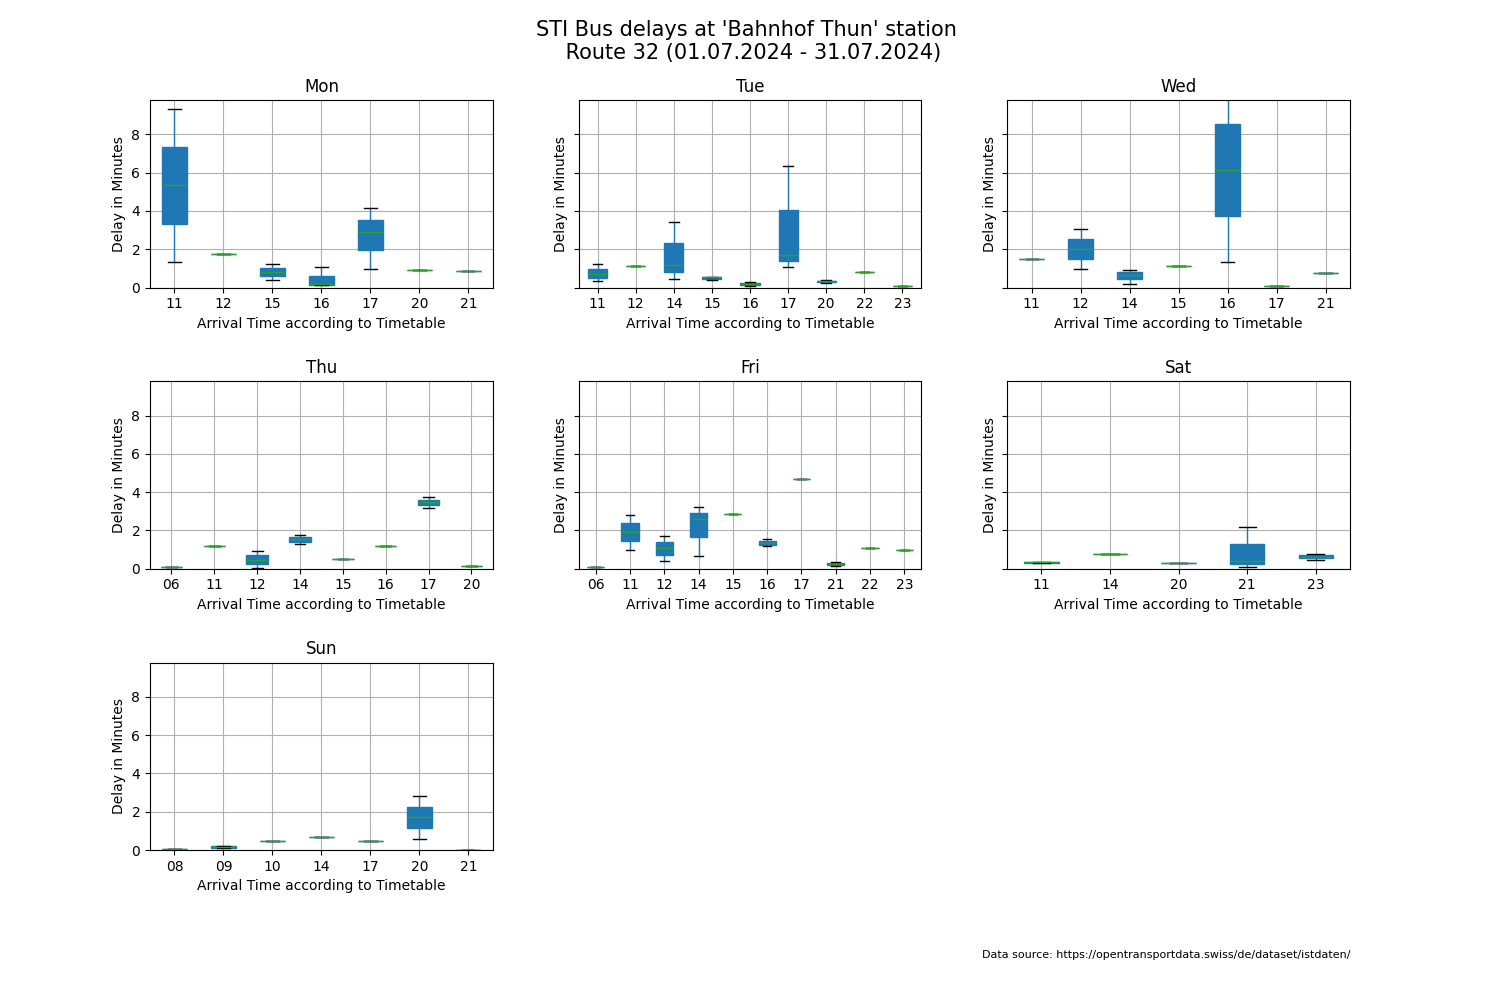 STI Bus delays at 'Bahnhof Thun' station
Route 32 (01.07.2024 - 31.07.2024)
Mon
Delay in Minutes
8
6
4
2
0
11 12 15 16 17 20 21
Arrival Time according to Timetable
Tue
Delay in Minutes
11 12 14 15 16 17 20 22 23
Arrival Time according to Timetable
Wed
Delay in Minutes
11 12 14 15 16 17 21
Arrival Time according to Timetable
Thu
Delay in Minutes
8
6
4
2
0
06 11 12 14 15 16 17 20
Arrival Time according to Timetable
Fri
Delay in Minutes
06 11 12 14 15 16 17 21 22 23
Arrival Time according to Timetable
Sat
Delay in Minutes
11 14 20 21 23
Arrival Time according to Timetable
Sun
Delay in Minutes
8
6
4
2
0
08 09 10 14 17 20 21
Arrival Time according to Timetable
Data source: https://opentransportdata.swiss/de/dataset/istdaten/